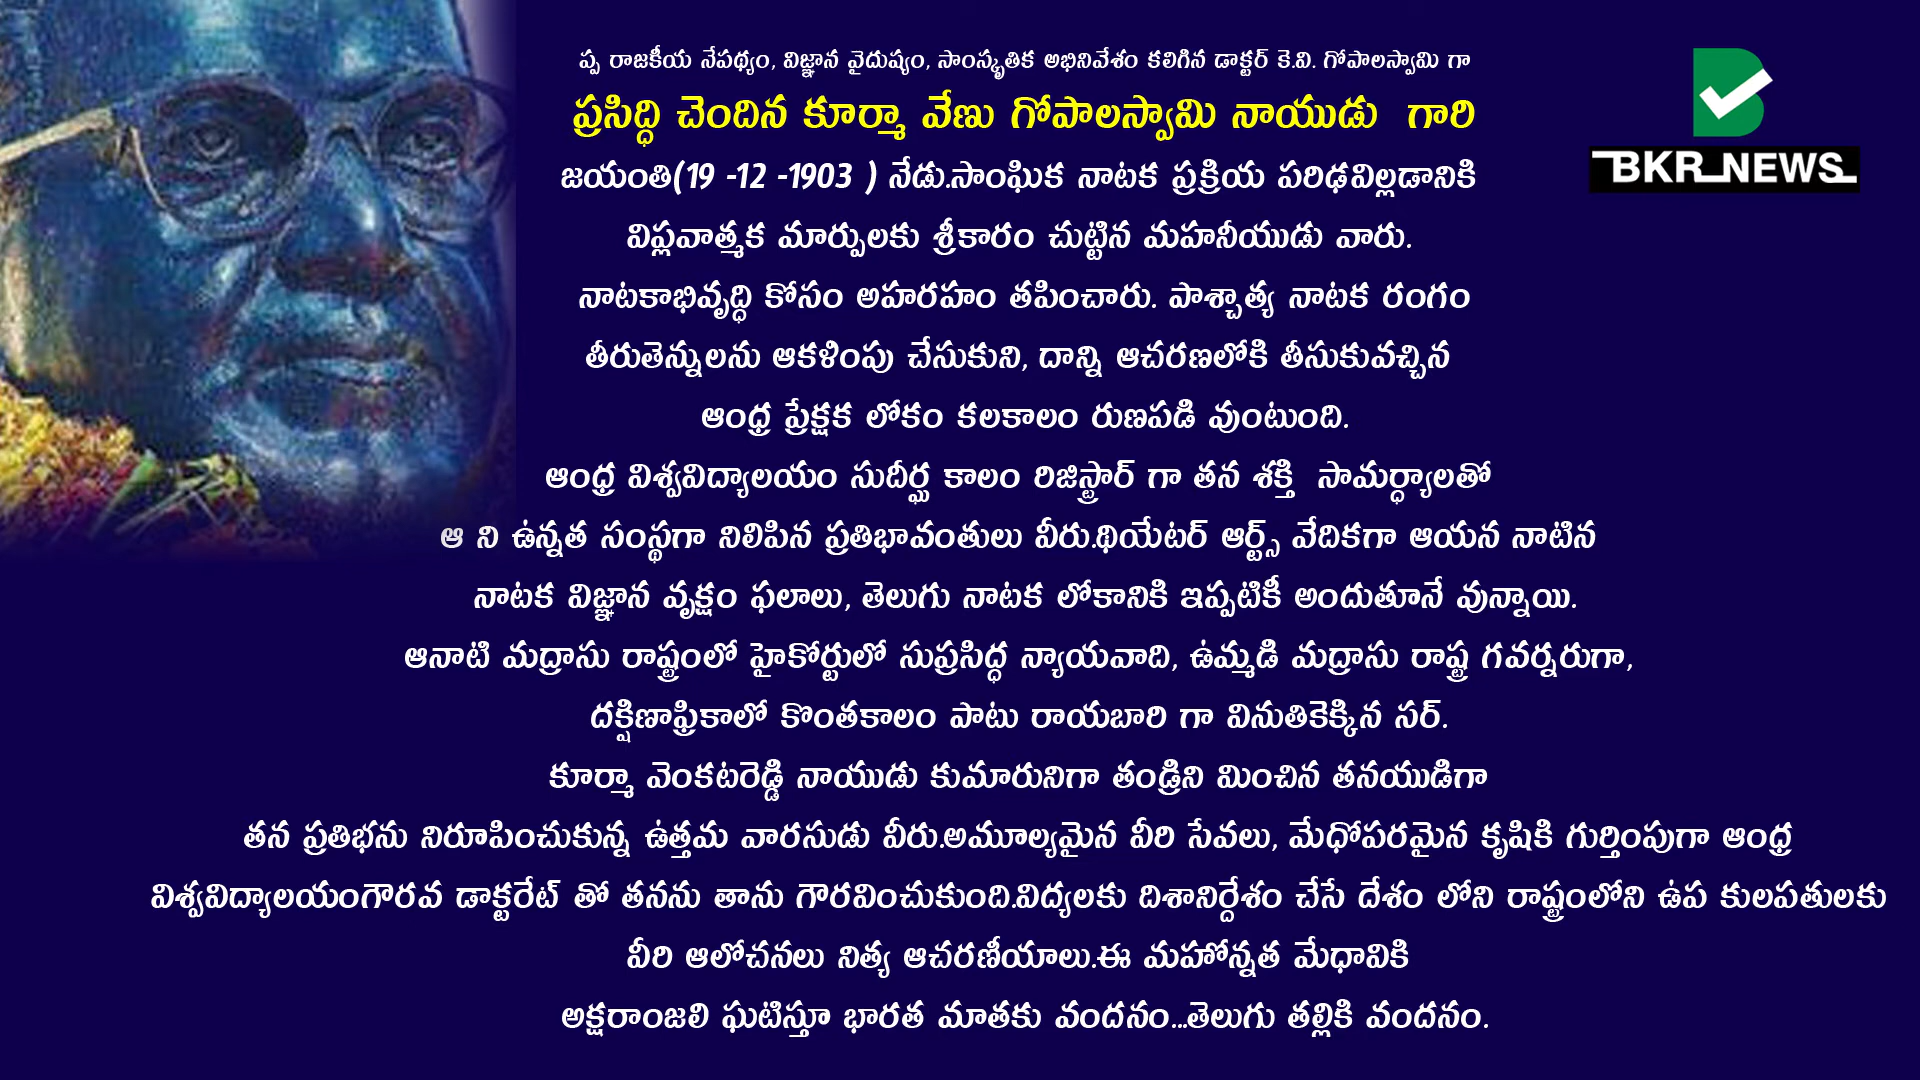 ప్ప రాజకీయ నేపథ్యం, విజ్ఞాన వైదుష్యం, సాంస్కృతిక అభినివేశం కలిగిన డాక్టర్ కె.వి. గోపాలస్వామి గా
ప్రసిద్ధి చెందిన కూర్మా వేణు గోపాలస్వామి నాయుడు గారి
జయంతి(19 -12 -1903 ) నేడు.సాంఘిక నాటక ప్రక్రియ పరిఢవిల్లడానికి
విప్లవాత్మక మార్పులకు శ్రీకారం చుట్టిన మహనీయుడు వారు.
నాటకాభివృద్ధి కోసం అహరహం తపించారు. పాశ్చాత్య నాటక రంగం
తీరుతెన్నులను ఆకళింపు చేసుకుని, దాన్ని ఆచరణలోకి తీసుకువచ్చిన
ఆంధ్ర ప్రేక్షక లోకం కలకాలం రుణపడి వుంటుంది.
ఆంధ్ర విశ్వవిద్యాలయం సుదీర్ఘ కాలం రిజిస్ట్రార్ గా తన శక్తి సామర్ధ్యాలతో
ఆ ని ఉన్నత సంస్థగా నిలిపిన ప్రతిభావంతులు వీరు.థియేటర్ ఆర్ట్స్ వేదికగా ఆయన నాటిన
నాటక విజ్ఞాన వృక్షం ఫలాలు, తెలుగు నాటక లోకానికి ఇప్పటికీ అందుతూనే వున్నాయి.
ఆనాటి మద్రాసు రాష్ట్రంలో హైకోర్టులో సుప్రసిద్ధ న్యాయవాది, ఉమ్మడి మద్రాసు రాష్ట్ర గవర్నరుగా,
దక్షిణాఫ్రికాలో కొంతకాలం పాటు రాయబారి గా వినుతికెక్కిన సర్.
కూర్మా వెంకటరెడ్డి నాయుడు కుమారునిగా తండ్రిని మించిన తనయుడిగా
తన ప్రతిభను నిరూపించుకున్న ఉత్తమ వారసుడు వీరు.అమూల్యమైన వీరి సేవలు, మేధోపరమైన కృషికి గుర్తింపుగా ఆంధ్ర
విశ్వవిద్యాలయంగౌరవ డాక్టరేట్ తో తనను తాను గౌరవించుకుంది.విద్యలకు దిశానిర్దేశం చేసే దేశం లోని రాష్ట్రంలోని ఉప కులపతులకు
వీరి ఆలోచనలు నిత్య ఆచరణీయాలు.ఈ మహోన్నత మేధావికి
అక్షరాంజలి ఘటిస్తూ భారత మాతకు వందనం...తెలుగు తల్లికి వందనం.
BKR NEWS